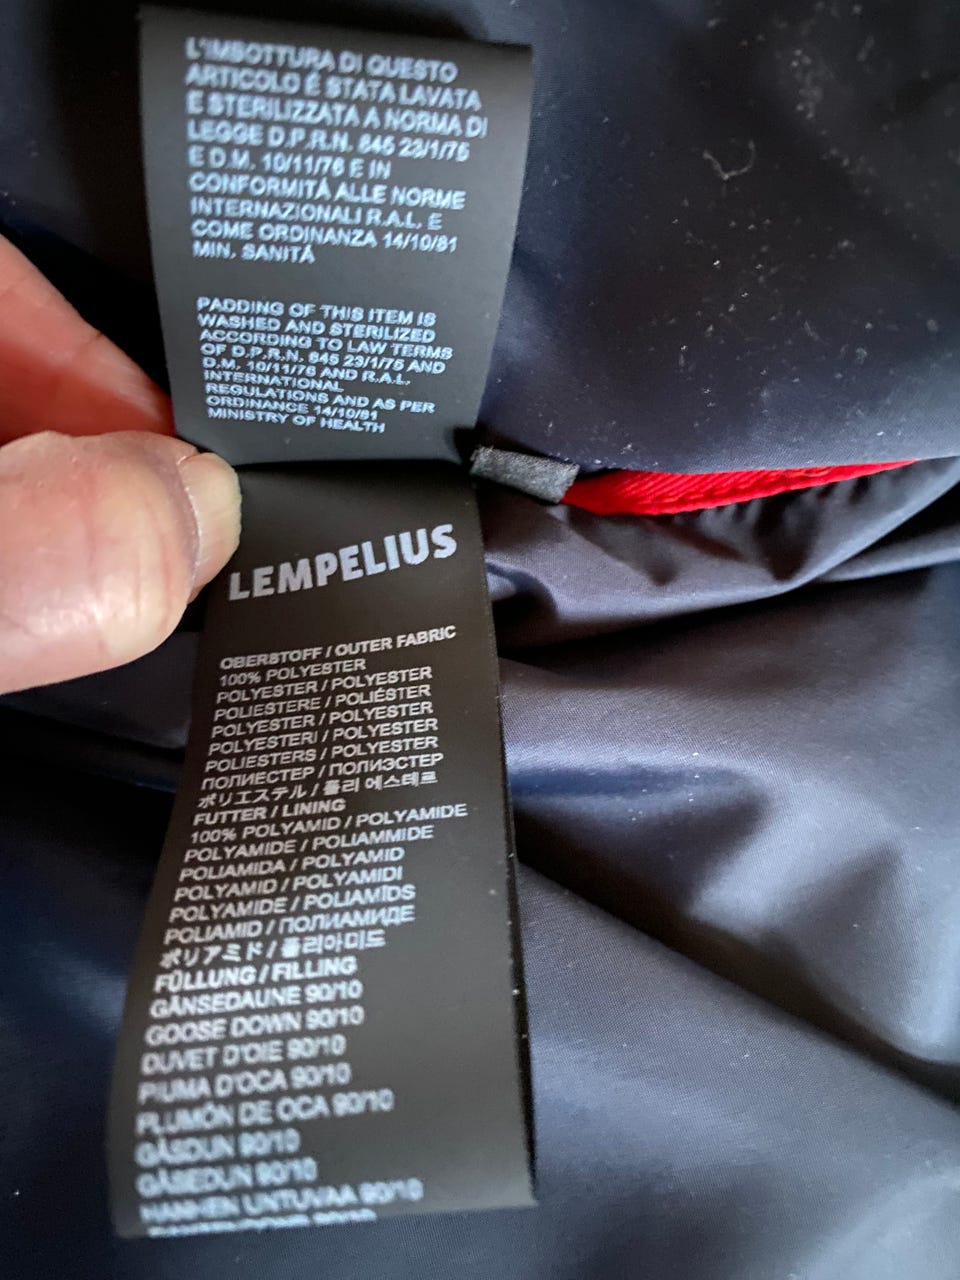 L'IMBOTTURA DI QUESTO
ARTICOLO É STATA LAVATA
E STERILIZZATA A NORMA DI
LEGGE D.P.R.N. 845 23/1/75
E D.M. 10/11/76 E IN
CONFORMITÁ ALLE NORME
INTERNAZIONALI R.A.L. E
COME ORDINANZA 14/10/81
MIN. SANITÁ
PADDING OF THIS ITEM IS
WASHED AND STERILIZED
ACCORDING TO LAW TERMS
OF D.P.R.N. 845 23/1/75 AND
D.M. 10/11/76 AND R.A.L.
INTERNATIONAL
REGULATIONS AND AS PER
ORDINANCE 14/10/81
MINISTRY OF HEALTH
LEMPELIUS
OBERSTOFF / OUTER FABRIC
100% POLYESTER
POLYESTER / POLYESTER
POLIESTERE / POLIÉSTER
POLYESTER / POLYESTER
POLYESTERI / POLYESTER
POLIESTERS / POLYESTER
ПОЛИЕСТЕР / ПОЛИЭСТЕР
ポリエステル / 폴리 에스테르
FUTTER / LINING
100% POLYAMID / POLYAMIDE
POLYAMIDE / POLIAMMIDE
POLIAMIDA / POLYAMID
POLYAMID / POLYAMIDI
POLYAMIDE / POLIAMĪDS
POLIAMID / ПОЛИАМИДЕ
ポリアミド / 폴리아미드
FÜLLUNG / FILLING
GÄNSEDAUNE 90/10
GOOSE DOWN 90/10
DUVET D'OIE 90/10
PIUMA D'OCA 90/10
PLUMÓN DE OCA 90/10
GÅSDUN 90/10
GÅSEDUN 90/10
HANHEN UNTUVAA 90/10